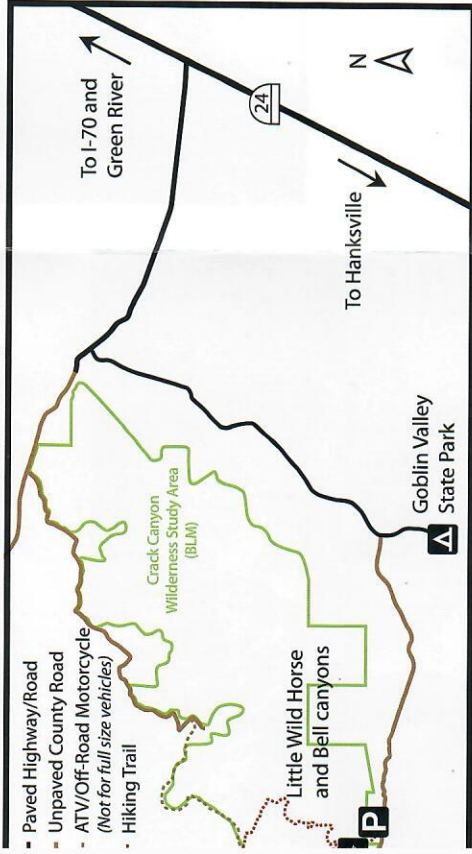 Paved Highway/Road
Unpaved County Road
ATV/Off-Road Motorcycle
(Not for full size vehicles)
Hiking Trail
To I-70 and
Green River
24
N
To Hanksville
Crack Canyon
Wilderness Study Area
(BLM)
Goblin Valley
State Park
Little Wild Horse
and Bell canyons
P